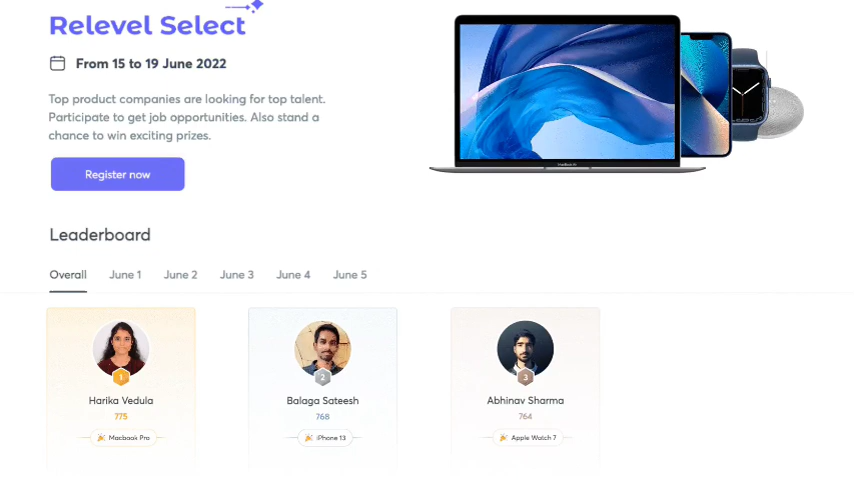 Relevel Select
From 15 to 19 June 2022
Top product companies are looking for top talent.
Participate to get job opportunities. Also stand a
chance to win exciting prizes.
Register now
MacBook Air
Leaderboard
Overall June 1 June 2 June 3 June 4 June 5
1 2 3
Harika Vedula Balaga Sateesh Abhinav Sharma
775 768 764
Macbook Pro iPhone 13 Apple Watch 7